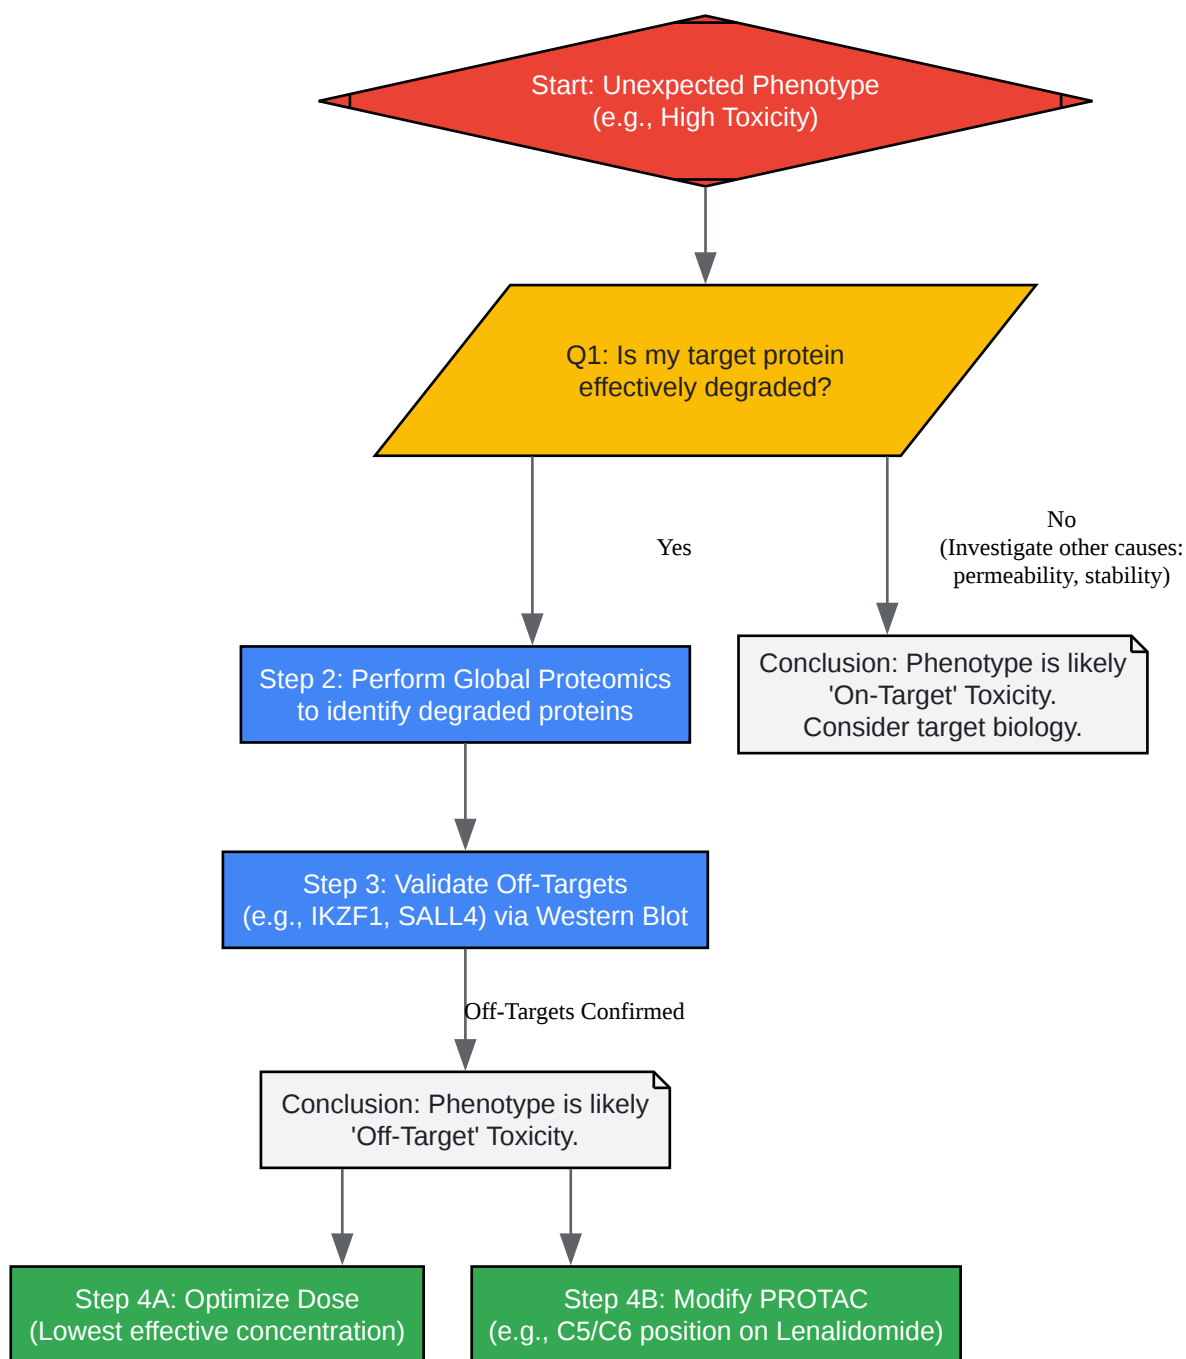 Start: Unexpected Phenotype
(e.g., High Toxicity)
Q1: Is my target protein
effectively degraded?
Yes
No
(Investigate other causes:
permeability, stability)
Step 2: Perform Global Proteomics
to identify degraded proteins
Conclusion: Phenotype is likely
'On-Target' Toxicity.
Consider target biology.
Step 3: Validate Off-Targets
(e.g., IKZF1, SALL4) via Western Blot
Off-Targets Confirmed
Conclusion: Phenotype is likely
'Off-Target' Toxicity.
Step 4A: Optimize Dose
(Lowest effective concentration)
Step 4B: Modify PROTAC
(e.g., C5/C6 position on Lenalidomide)